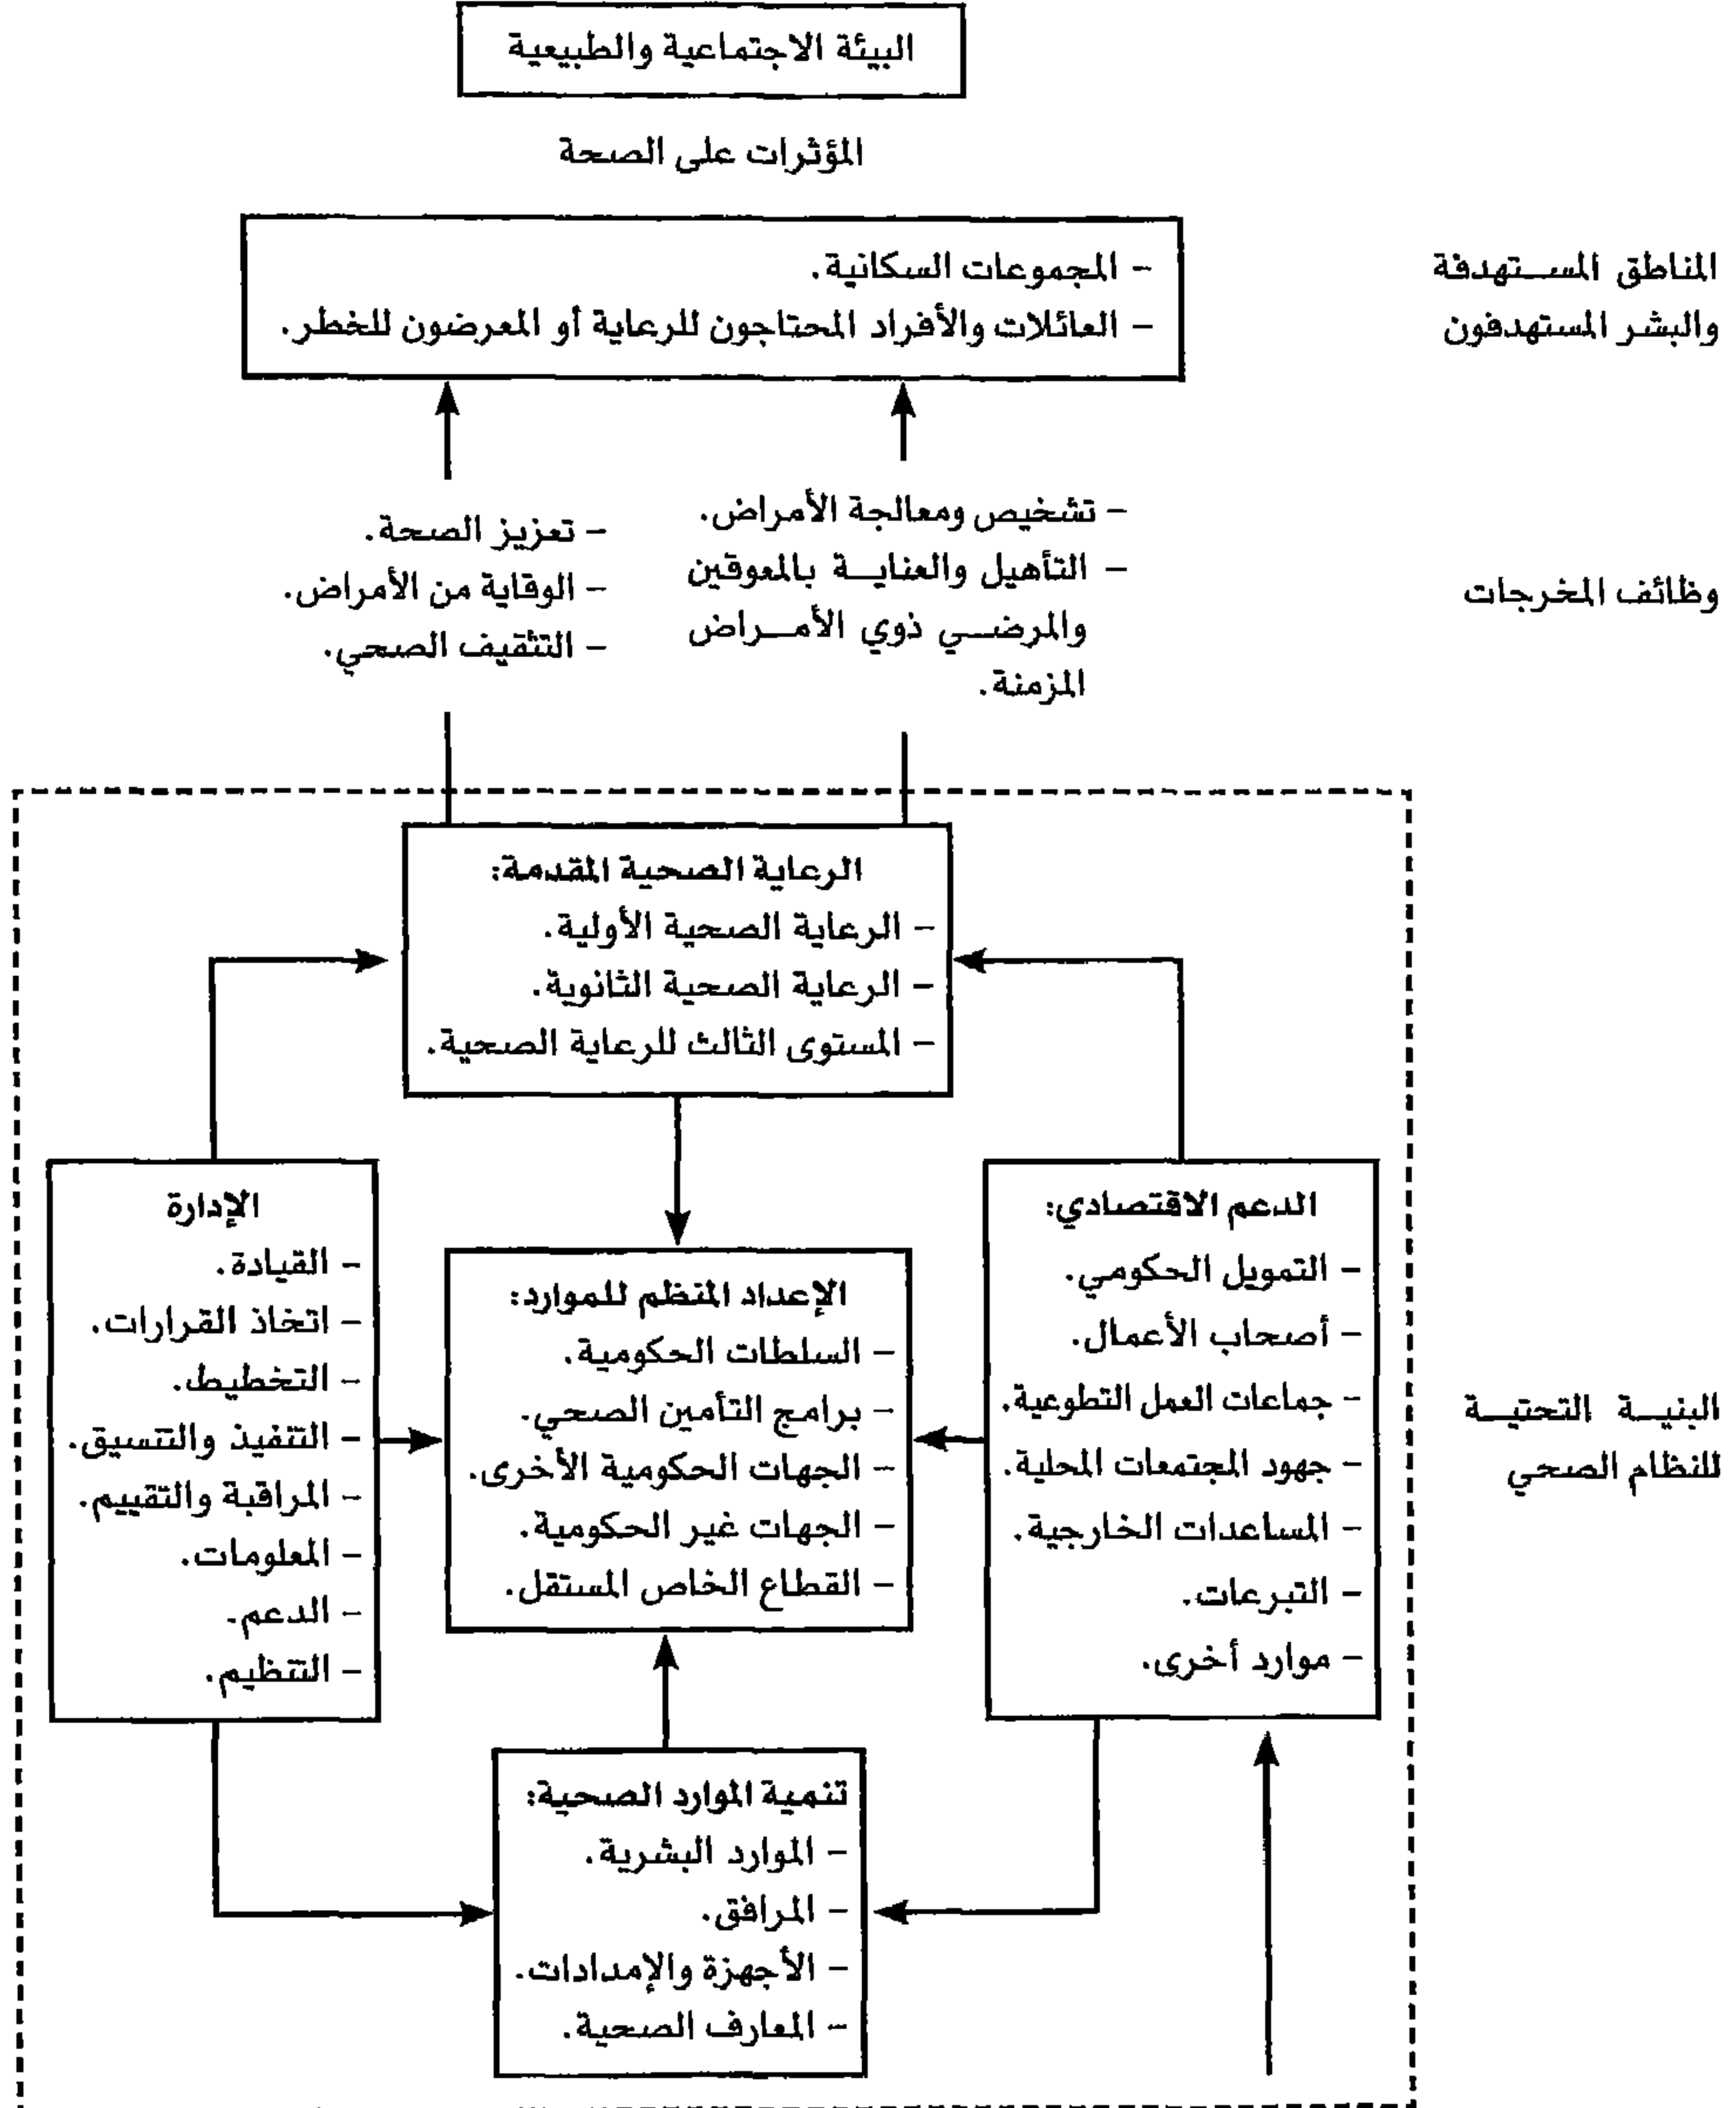 البيئة الاجتماعية والطبيعية
المؤثرات على الصحة
المناطق المستهدفة
والبشر المستهدفون
- المجموعات السكانية.
- العائلات والأفراد المحتاجون للرعاية أو المعرضون للخطر.
وظائف المخرجات
- تشخيص ومعالجة الأمراض.
- التأهيل والعناية بالمعوقين
والمرضي ذوي الأمراض
المزمنة.
- تعزيز الصحة.
- الوقاية من الأمراض.
- التثقيف الصحي.
الرعاية الصحية المقدمة:
- الرعاية الصحية الأولية.
- الرعاية الصحية الثانوية.
- المستوى الثالث للرعاية الصحية.
البنية التحتية
للنظام الصحي
الدعم الاقتصادي:
- التمويل الحكومي.
- أصحاب الأعمال.
- جماعات العمل التطوعية.
- جهود المجتمعات المحلية.
- المساعدات الخارجية.
- التبرعات.
- موارد أخرى.
الإعداد المنظم للموارد:
- السلطات الحكومية.
- برامج التأمين الصحي.
- الجهات الحكومية الأخرى.
- الجهات غير الحكومية.
- القطاع الخاص المستقل.
الإدارة
- القيادة.
- اتخاذ القرارات.
- التخطيط.
- التنفيذ والتنسيق.
- المراقبة والتقييم.
- المعلومات.
- الدعم.
- التنظيم.
تنمية الموارد الصحية:
- الموارد البشرية.
- المرافق.
- الأجهزة والإمدادات.
- المعارف الصحية.